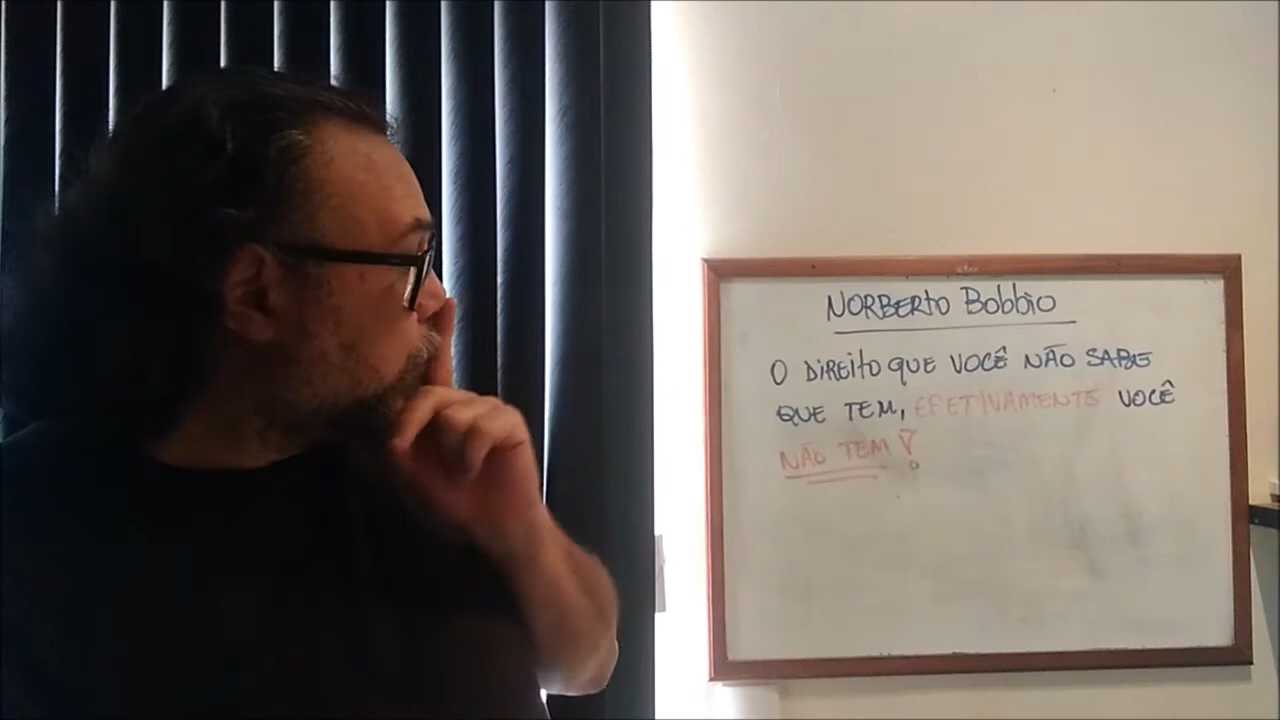 NORBERTO BobbIO
O DIREITO QUE VOCÊ NÃO SABE
QUE TEM, EFETIVAMENTE VOCÊ
NÃO TEM!